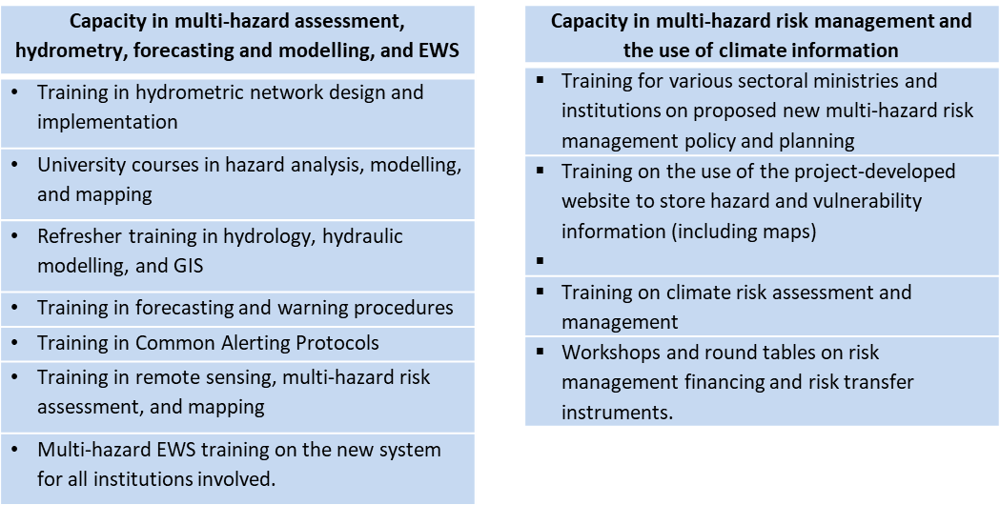 Capacity in multi-hazard assessment,
hydrometry, forecasting and modelling, and EWS
• Training in hydrometric network design and
implementation
• University courses in hazard analysis, modelling,
and mapping
• Refresher training in hydrology, hydraulic
modelling, and GIS
• Training in forecasting and warning procedures
• Training in Common Alerting Protocols
• Training in remote sensing, multi-hazard risk
assessment, and mapping
• Multi-hazard EWS training on the new system
for all institutions involved.
Capacity in multi-hazard risk management and
the use of climate information
▪ Training for various sectoral ministries and
institutions on proposed new multi-hazard risk
management policy and planning
▪ Training on the use of the project-developed
website to store hazard and vulnerability
information (including maps)
▪
▪ Training on climate risk assessment and
management
▪ Workshops and round tables on risk
management financing and risk transfer
instruments.